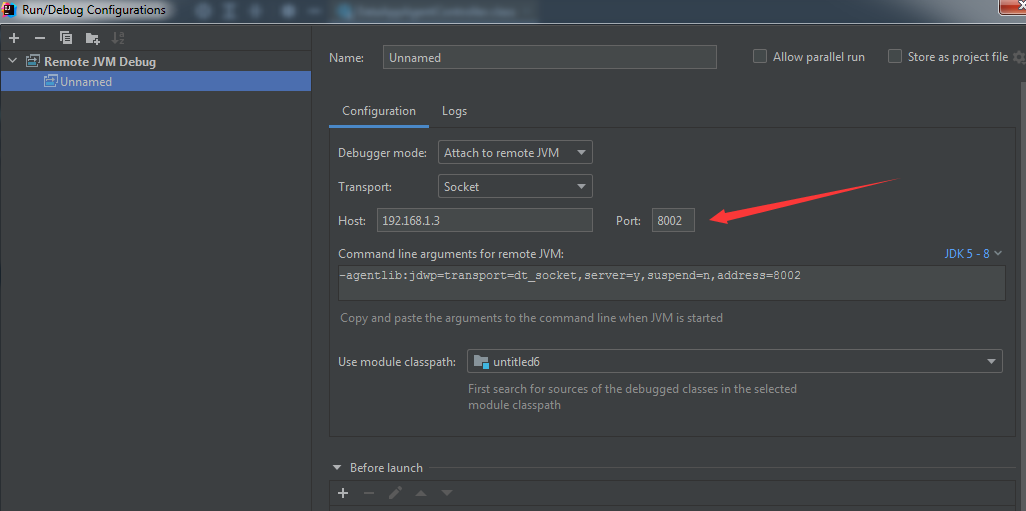 Run/Debug Configurations
Remote JVM Debug
Unnamed
Name: Unnamed
Allow parallel run
Store as project file
Configuration
Logs
Debugger mode: Attach to remote JVM
Transport: Socket
Host: 192.168.1.3 Port: 8002
Command line arguments for remote JVM: JDK 5 - 8
-agentlib:jdwp=transport=dt_socket,server=y,suspend=n,address=8002
Copy and paste the arguments to the command line when JVM is started
Use module classpath: untitled6
First search for sources of the debugged classes in the selected
module classpath
Before launch